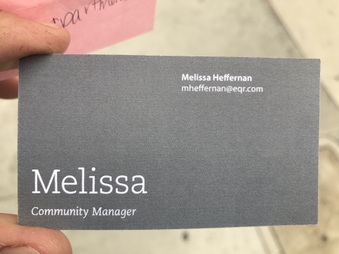 Melissa Heffernan
mheffernan@eqr.com
Melissa
Community Manager